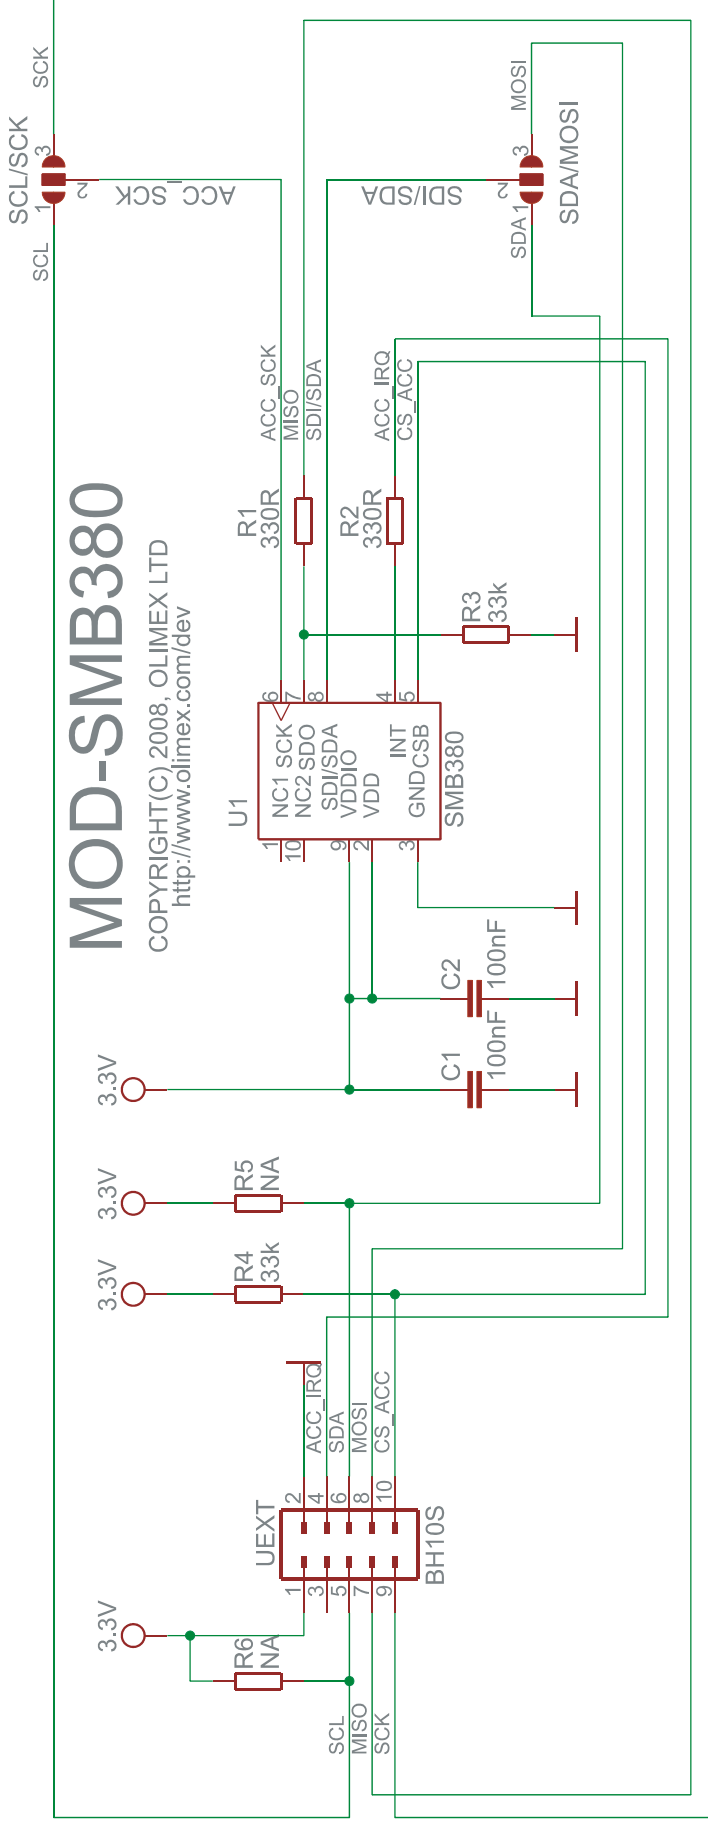 MOD-SMB380
COPYRIGHT(C) 2008, OLIMEX LTD
http://www.olimex.com/dev
3.3V
R6
NA
SCL
MISO
SCK
UEXT
1
3
5
7
9
2
4
6
8
10
BH10S
ACC_IRQ
SDA
MOSI
CS_ACC
3.3V
R4
33k
3.3V
R5
NA
3.3V
C1
100nF
C2
100nF
U1
1
10
9
2
3
NC1 SCK
NC2 SDO
SDI/SDA
VDDIO
VDD
INT
GND CSB
SMB380
6
7
8
4
5
R3
33k
R1
330R
R2
330R
ACC_SCK
MISO
SDI/SDA
ACC_IRQ
CS_ACC
SCL/SCK
SCL
1
2
3
SCK
ACC_SCK
SDI/SDA
SDA
1
2
3
MOSI
SDA/MOSI